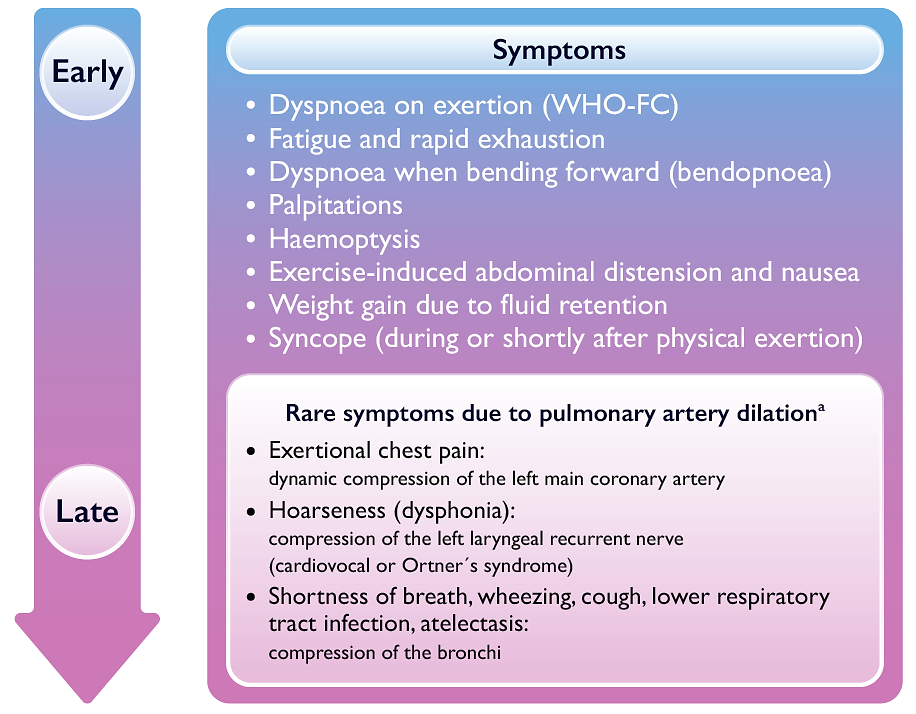 Early
Symptoms
• Dyspnoea on exertion (WHO-FC)
• Fatigue and rapid exhaustion
• Dyspnoea when bending forward (bendopnoea)
• Palpitations
• Haemoptysis
• Exercise-induced abdominal distension and nausea
• Weight gain due to fluid retention
• Syncope (during or shortly after physical exertion)
Rare symptoms due to pulmonary artery dilationᵃ
• Exertional chest pain:
dynamic compression of the left main coronary artery
Late
• Hoarseness (dysphonia):
compression of the left laryngeal recurrent nerve
(cardiovocal or Ortner´s syndrome)
• Shortness of breath, wheezing, cough, lower respiratory
tract infection, atelectasis:
compression of the bronchi